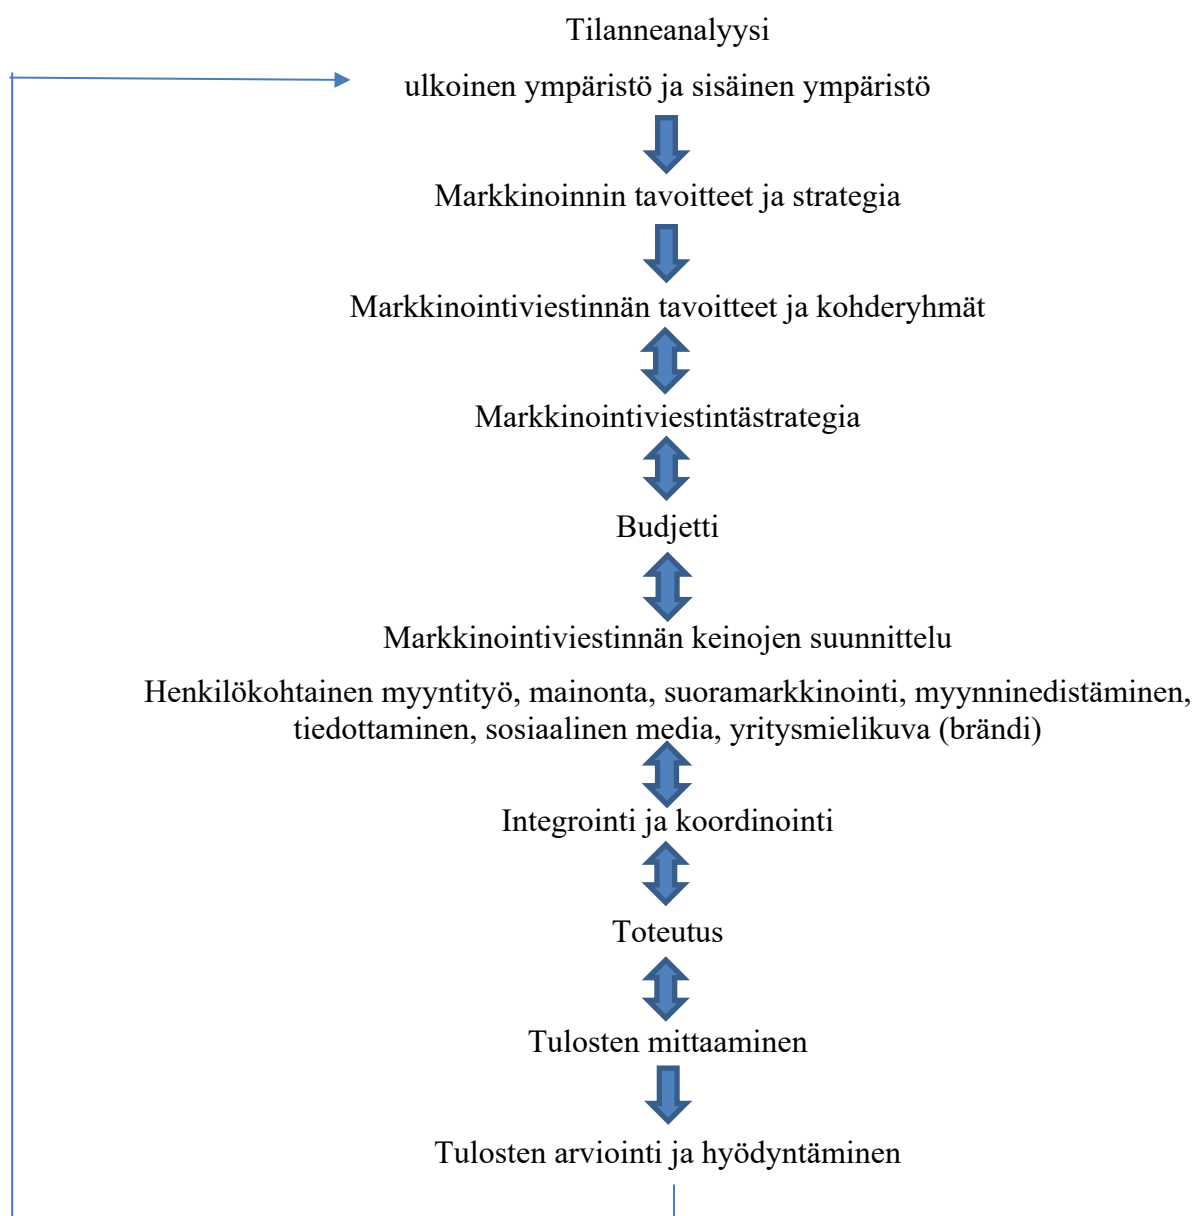 Tilanneanalyysi
ulkoinen ympäristö ja sisäinen ympäristö
Markkinoinnin tavoitteet ja strategia
Markkinointiviestinnän tavoitteet ja kohderyhmät
Markkinointiviestintästrategia
Budjetti
Markkinointiviestinnän keinojen suunnittelu
Henkilökohtainen myyntityö, mainonta, suoramarkkinointi, myynninedistäminen,
tiedottaminen, sosiaalinen media, yritysmielikuva (brändi)
Integrointi ja koordinointi
Toteutus
Tulosten mittaaminen
Tulosten arviointi ja hyödyntäminen